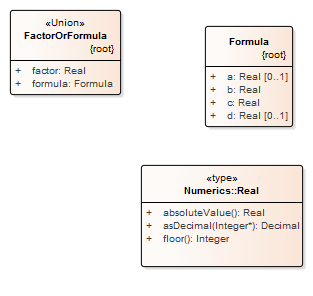 «Union»
FactorOrFormula
{root}
+ factor: Real
+ formula: Formula
Formula
{root}
+ a: Real [0..1]
+ b: Real
+ c: Real
+ d: Real [0..1]
«type»
Numerics::Real
+ absoluteValue(): Real
+ asDecimal(Integer*): Decimal
+ floor(): Integer